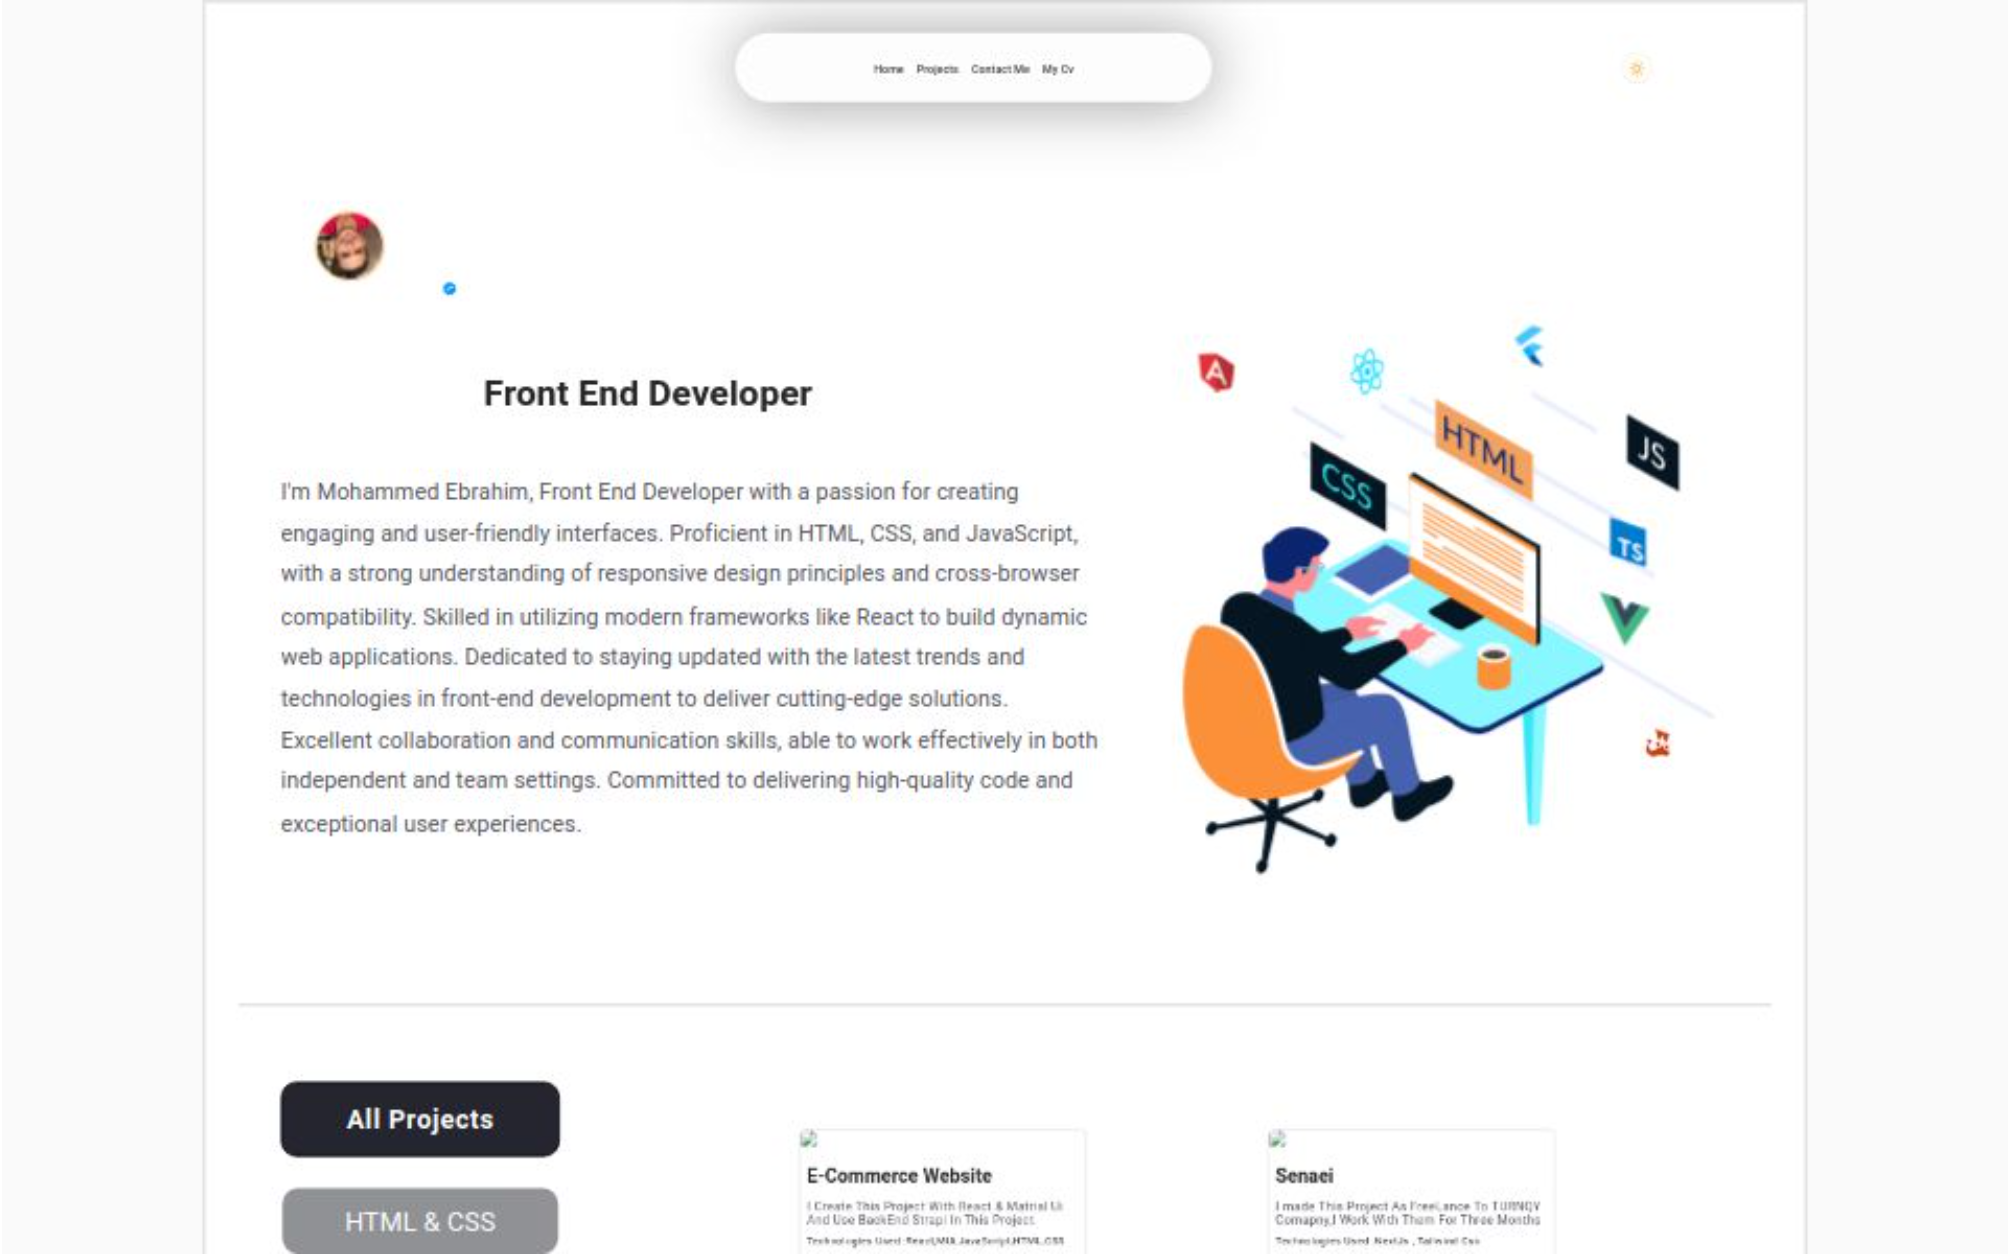 Home Projects Contact Me My Cv
Front End Developer
I'm Mohammed Ebrahim, Front End Developer with a passion for creating
engaging and user-friendly interfaces. Proficient in HTML, CSS, and JavaScript,
with a strong understanding of responsive design principles and cross-browser
compatibility. Skilled in utilizing modern frameworks like React to build dynamic
web applications. Dedicated to staying updated with the latest trends and
technologies in front-end development to deliver cutting-edge solutions.
Excellent collaboration and communication skills, able to work effectively in both
independent and team settings. Committed to delivering high-quality code and
exceptional user experiences.
A
HTML
JS
CSS
TS
All Projects
HTML & CSS
E-Commerce Website
I Create This Project With React & Matrial Ui
And Use BackEnd Strapi In This Project
Technologies Used: React,MUI,JavaScript,HTML,CSS
Senaei
I made This Project As FreeLance To TURNQY
Comapny,I Work With Them For Three Months
Technologies Used: NextJs , Tailwind Css